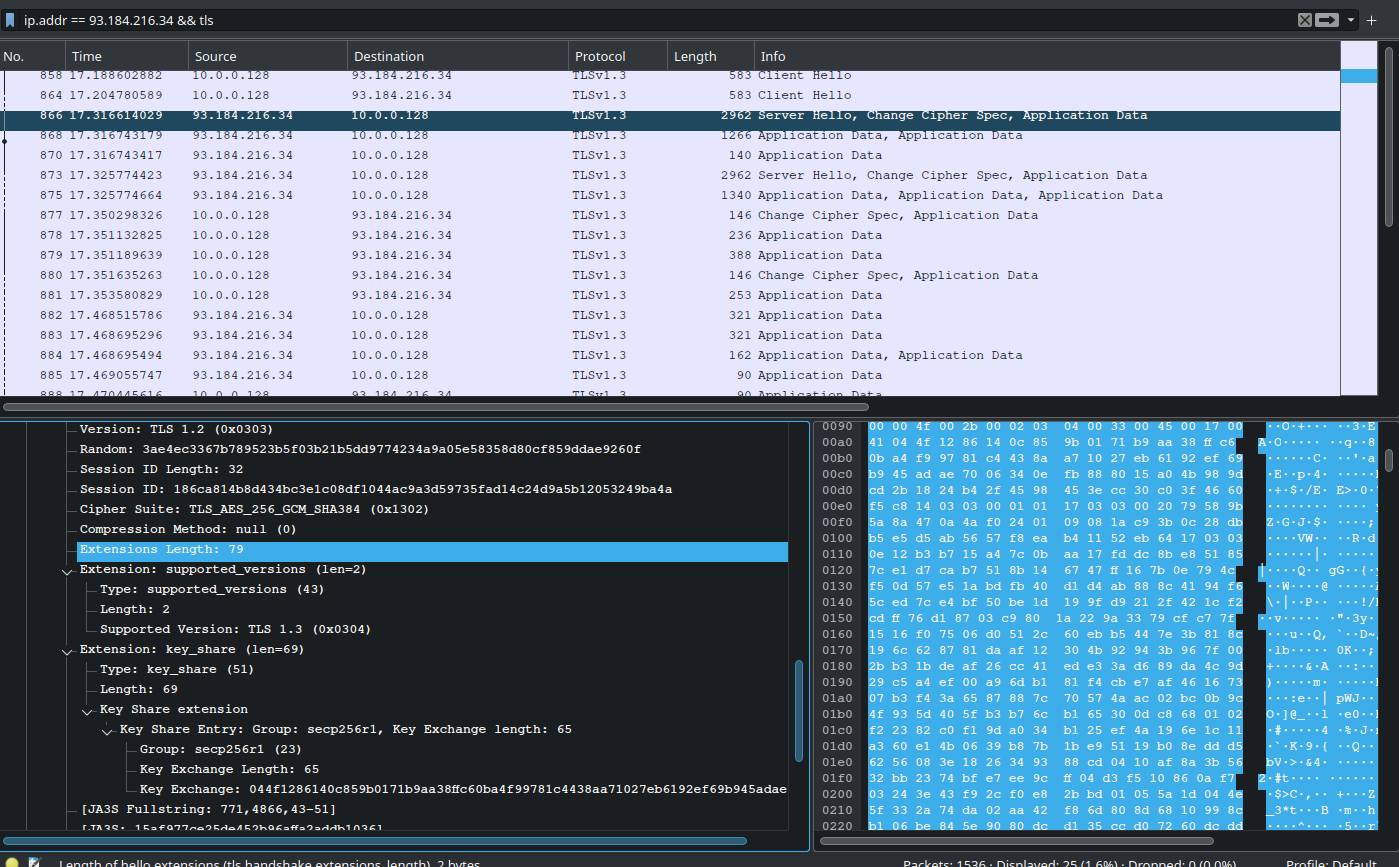 ip.addr == 93.184.216.34 && tls
No. Time Source Destination Protocol Length Info
858 17.188602882 10.0.0.128 93.184.216.34 TLSv1.3 583 Client Hello
864 17.204780589 10.0.0.128 93.184.216.34 TLSv1.3 583 Client Hello
866 17.316614029 93.184.216.34 10.0.0.128 TLSv1.3 2962 Server Hello, Change Cipher Spec, Application Data
868 17.316743179 93.184.216.34 10.0.0.128 TLSv1.3 1266 Application Data, Application Data
870 17.316743417 93.184.216.34 10.0.0.128 TLSv1.3 140 Application Data
873 17.325774423 93.184.216.34 10.0.0.128 TLSv1.3 2962 Server Hello, Change Cipher Spec, Application Data
875 17.325774664 93.184.216.34 10.0.0.128 TLSv1.3 1340 Application Data, Application Data, Application Data
877 17.350298326 10.0.0.128 93.184.216.34 TLSv1.3 146 Change Cipher Spec, Application Data
878 17.351132825 10.0.0.128 93.184.216.34 TLSv1.3 236 Application Data
879 17.351189639 10.0.0.128 93.184.216.34 TLSv1.3 388 Application Data
880 17.351635263 10.0.0.128 93.184.216.34 TLSv1.3 146 Change Cipher Spec, Application Data
881 17.353580829 10.0.0.128 93.184.216.34 TLSv1.3 253 Application Data
882 17.468515786 93.184.216.34 10.0.0.128 TLSv1.3 321 Application Data
883 17.468695296 93.184.216.34 10.0.0.128 TLSv1.3 321 Application Data
884 17.468695494 93.184.216.34 10.0.0.128 TLSv1.3 162 Application Data, Application Data
885 17.469055747 93.184.216.34 10.0.0.128 TLSv1.3 90 Application Data
888 17.470445616 10.0.0.128 93.184.216.34 TLSv1.3 90 Application Data
Version: TLS 1.2 (0x0303)
Random: 3ae4ec3367b789523b5f03b21b5dd9774234a9a05e58358d80cf859ddae9260f
Session ID Length: 32
Session ID: 186ca814b8d434bc3e1c08df1044ac9a3d59735fad14c24d9a5b12053249ba4a
Cipher Suite: TLS_AES_256_GCM_SHA384 (0x1302)
Compression Method: null (0)
Extensions Length: 79
Extension: supported_versions (len=2)
Type: supported_versions (43)
Length: 2
Supported Version: TLS 1.3 (0x0304)
Extension: key_share (len=69)
Type: key_share (51)
Length: 69
Key Share extension
Key Share Entry: Group: secp256r1, Key Exchange length: 65
Group: secp256r1 (23)
Key Exchange Length: 65
Key Exchange: 044f1286140c859b0171b9aa38ffc60ba4f99781c4438aa71027eb6192ef69b945adae
[JA3S Fullstring: 771,4866,43-51]
[JA3S: 15af977ce25de452b96affa2addb1036]
0090 00 00 4f 00 2b 00 02 03 04 00 33 00 45 00 17 00
00a0 41 04 4f 12 86 14 0c 85 9b 01 71 b9 aa 38 ff c6
00b0 0b a4 f9 97 81 c4 43 8a a7 10 27 eb 61 92 ef 69
00c0 b9 45 ad ae 70 06 34 0e fb 88 80 15 a0 4b 98 9d
00d0 cd 2b 18 24 b4 2f 45 98 45 3e cc 30 c0 3f 46 60
00e0 f5 c8 14 03 03 00 01 01 17 03 03 00 20 79 58 9b
00f0 5a 8a 47 0a 4a f0 24 01 09 08 1a c9 3b 0c 28 db
0100 b5 e5 d5 ab 56 57 f8 ea b4 11 52 eb 64 17 03 03
0110 0e 12 b3 b7 15 a4 7c 0b aa 17 fd dc 8b e8 51 85
0120 7c e1 d7 ca b7 51 8b 14 67 47 ff 16 7b 0e 79 4c
0130 f5 0d 57 e5 1a bd fb 40 d1 d4 ab 88 8c 41 94 f6
0140 5c ed 7c e4 bf 50 be 1d 19 9f d9 21 2f 42 1c f2
0150 cd ff 76 d1 87 03 c9 80 1a 22 9a 33 79 cf c7 7f
0160 15 16 f0 75 06 d0 51 2c 60 eb b5 44 7e 3b 81 8c
0170 19 6c 62 87 81 da af 12 30 4b 92 94 3b 96 7f 00
0180 2b b3 1b de af 26 cc 41 ed e3 3a d6 89 da 4c 9d
0190 29 c5 a4 ef 00 a9 6d b1 81 f4 cb e7 af 46 16 73
01a0 07 b3 f4 3a 65 87 88 7c 70 57 4a ac 02 bc 0b 9c
01b0 4f 93 5d 40 5f b3 b7 6c b1 65 30 0d c8 68 01 02
01c0 f2 23 82 c0 f1 9d a0 34 b1 25 ef 4a 19 6e 1c 11
01d0 a3 60 e1 4b 06 39 b8 7b 1b e9 51 19 b0 8e dd d5
01e0 62 56 08 3e 18 26 34 93 88 cd 04 10 af 8a 3b 56
01f0 32 bb 23 74 bf e7 ee 9c ff 04 d3 f5 10 86 0a f7
0200 03 24 3e 43 f9 2c f0 e8 2b bd 01 05 5a 1d 04 4e
0210 5f 33 2a 74 da 02 aa 42 f8 6d 80 8d 68 10 99 8c
0220 b1 06 be 84 5e 90 80 dc d1 35 cc d0 72 60 dc dd
Length of hello extensions (tls.handshake.extensions_length), 2 bytes
Packets: 1536 · Displayed: 25 (1.6%) · Dropped: 0 (0.0%)
Profile: Default